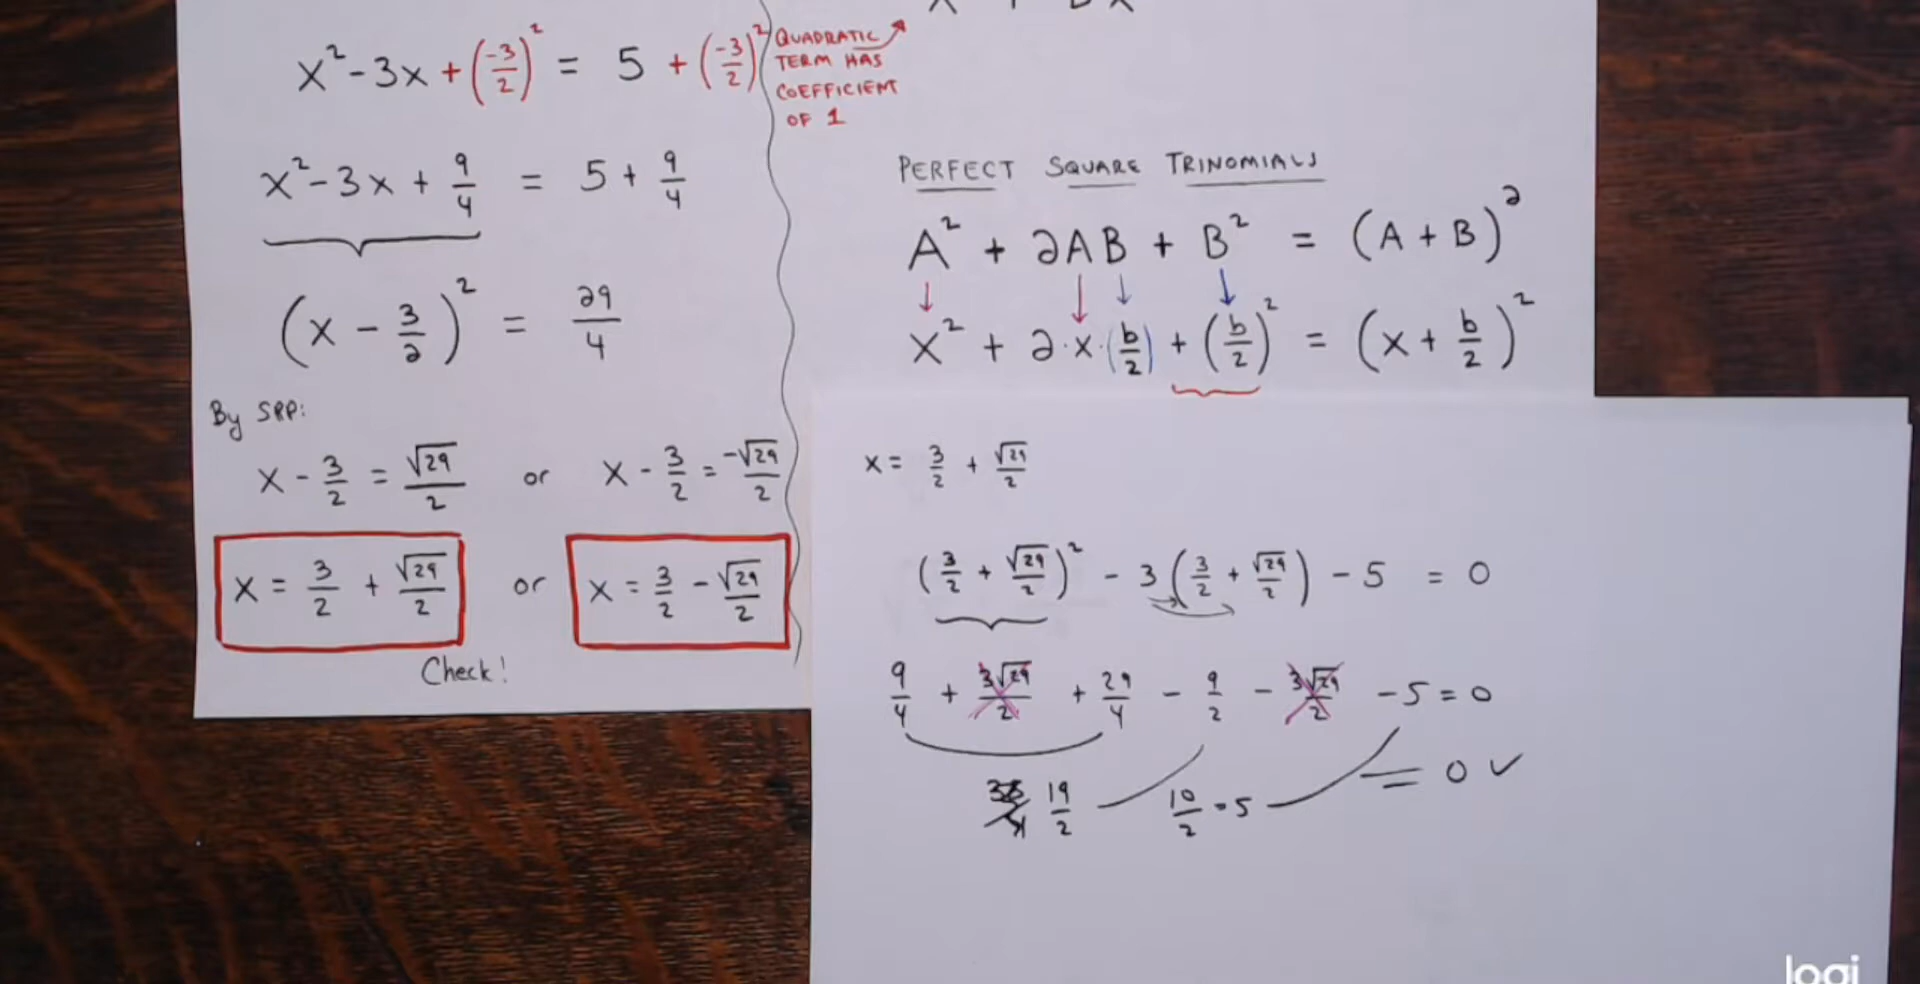 x² - 3x + (-3/2)² = 5 + (-3/2)²
QUADRATIC
TERM HAS
COEFFICIENT
OF 1
x² - 3x + 9/4 = 5 + 9/4
(x - 3/2)² = 29/4
By SRP:
x - 3/2 = √29/2 or x - 3/2 = -√29/2
x = 3/2 + √29/2 or x = 3/2 - √29/2
Check!
PERFECT SQUARE TRINOMIALS
A² + 2AB + B² = (A + B)²
x² + 2·x·(b/2) + (b/2)² = (x + b/2)²
x = 3/2 + √29/2
(3/2 + √29/2)² - 3(3/2 + √29/2) - 5 = 0
9/4 + 3√29/2 + 29/4 - 9/2 - 3√29/2 - 5 = 0
19/2 10/2 = 5 = 0 ✓
logi